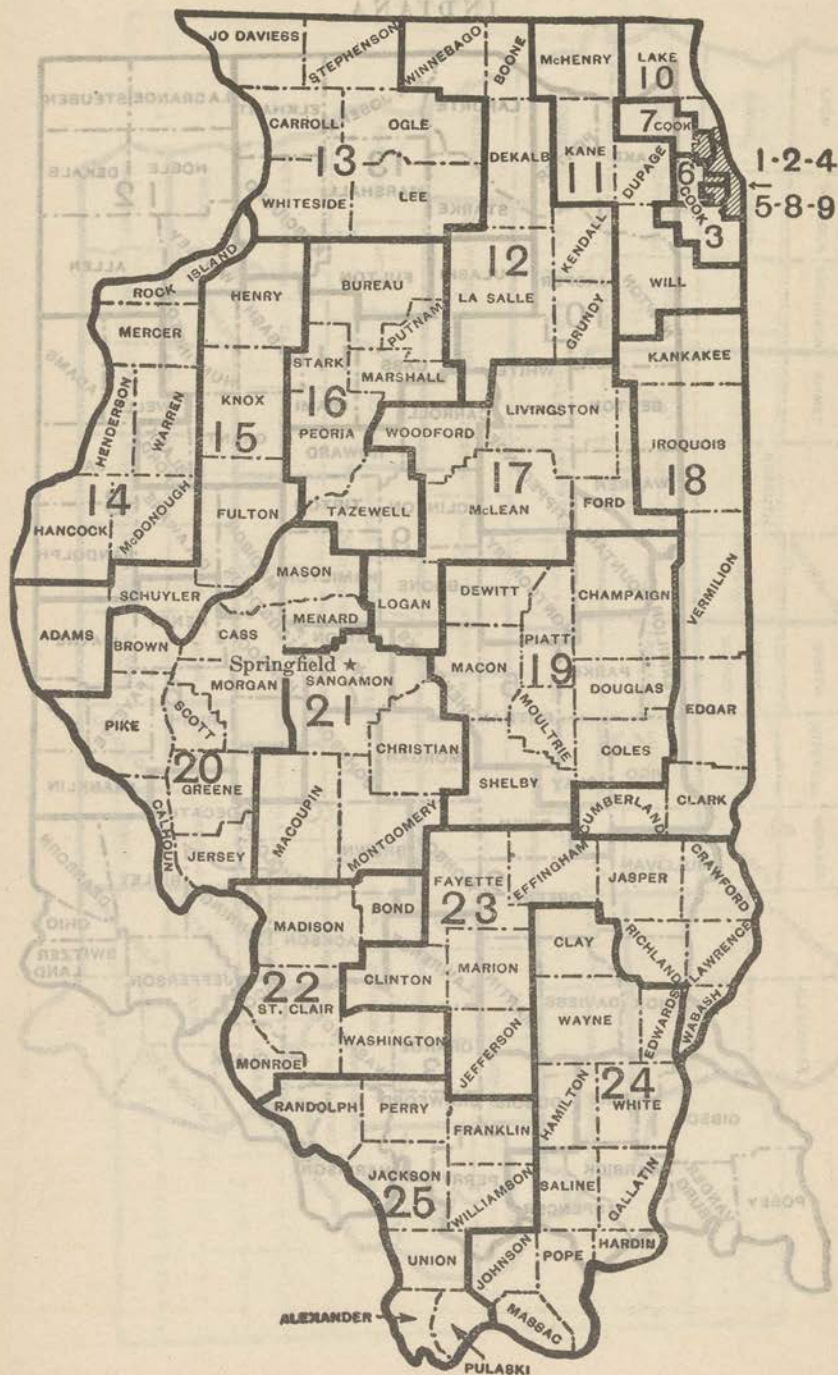 JO DAVIESS
STEPHENSON
WINNEBAGO
BOONE
McHENRY
LAKE
10
CARROLL
OGLE
13
WHITESIDE
LEE
DEKALB
KANE
11
DUPAGE
7 COOK
6
COOK
3
1-2-4
5-8-9
WILL
12
LA SALLE
KENDALL
GRUNDY
ROCK ISLAND
MERCER
HENDERSON
WARREN
14
HANCOCK
McDONOUGH
HENRY
KNOX
15
FULTON
SCHUYLER
BUREAU
PUTNAM
STARK
MARSHALL
16
PEORIA
TAZEWELL
WOODFORD
LIVINGSTON
17
McLEAN
FORD
LOGAN
KANKAKEE
IROQUOIS
18
VERMILION
EDGAR
CLARK
CUMBERLAND
ADAMS
BROWN
PIKE
MASON
MENARD
CASS
MORGAN
SCOTT
20
GREENE
CALHOUN
JERSEY
Springfield ★
SANGAMON
21
CHRISTIAN
MACOUPIN
MONTGOMERY
DEWITT
PIATT
CHAMPAIGN
MACON
19
DOUGLAS
MOULTRIE
COLES
SHELBY
MADISON
BOND
22
ST. CLAIR
MONROE
WASHINGTON
CLINTON
FAYETTE
EFFINGHAM
JASPER
CRAWFORD
23
MARION
JEFFERSON
RICHLAND
LAWRENCE
CLAY
WAYNE
EDWARDS
WABASH
24
HAMILTON
WHITE
SALINE
GALLATIN
HARDIN
POPE
JOHNSON
MASSAC
RANDOLPH
PERRY
FRANKLIN
JACKSON
25
WILLIAMSON
UNION
ALEXANDER
PULASKI